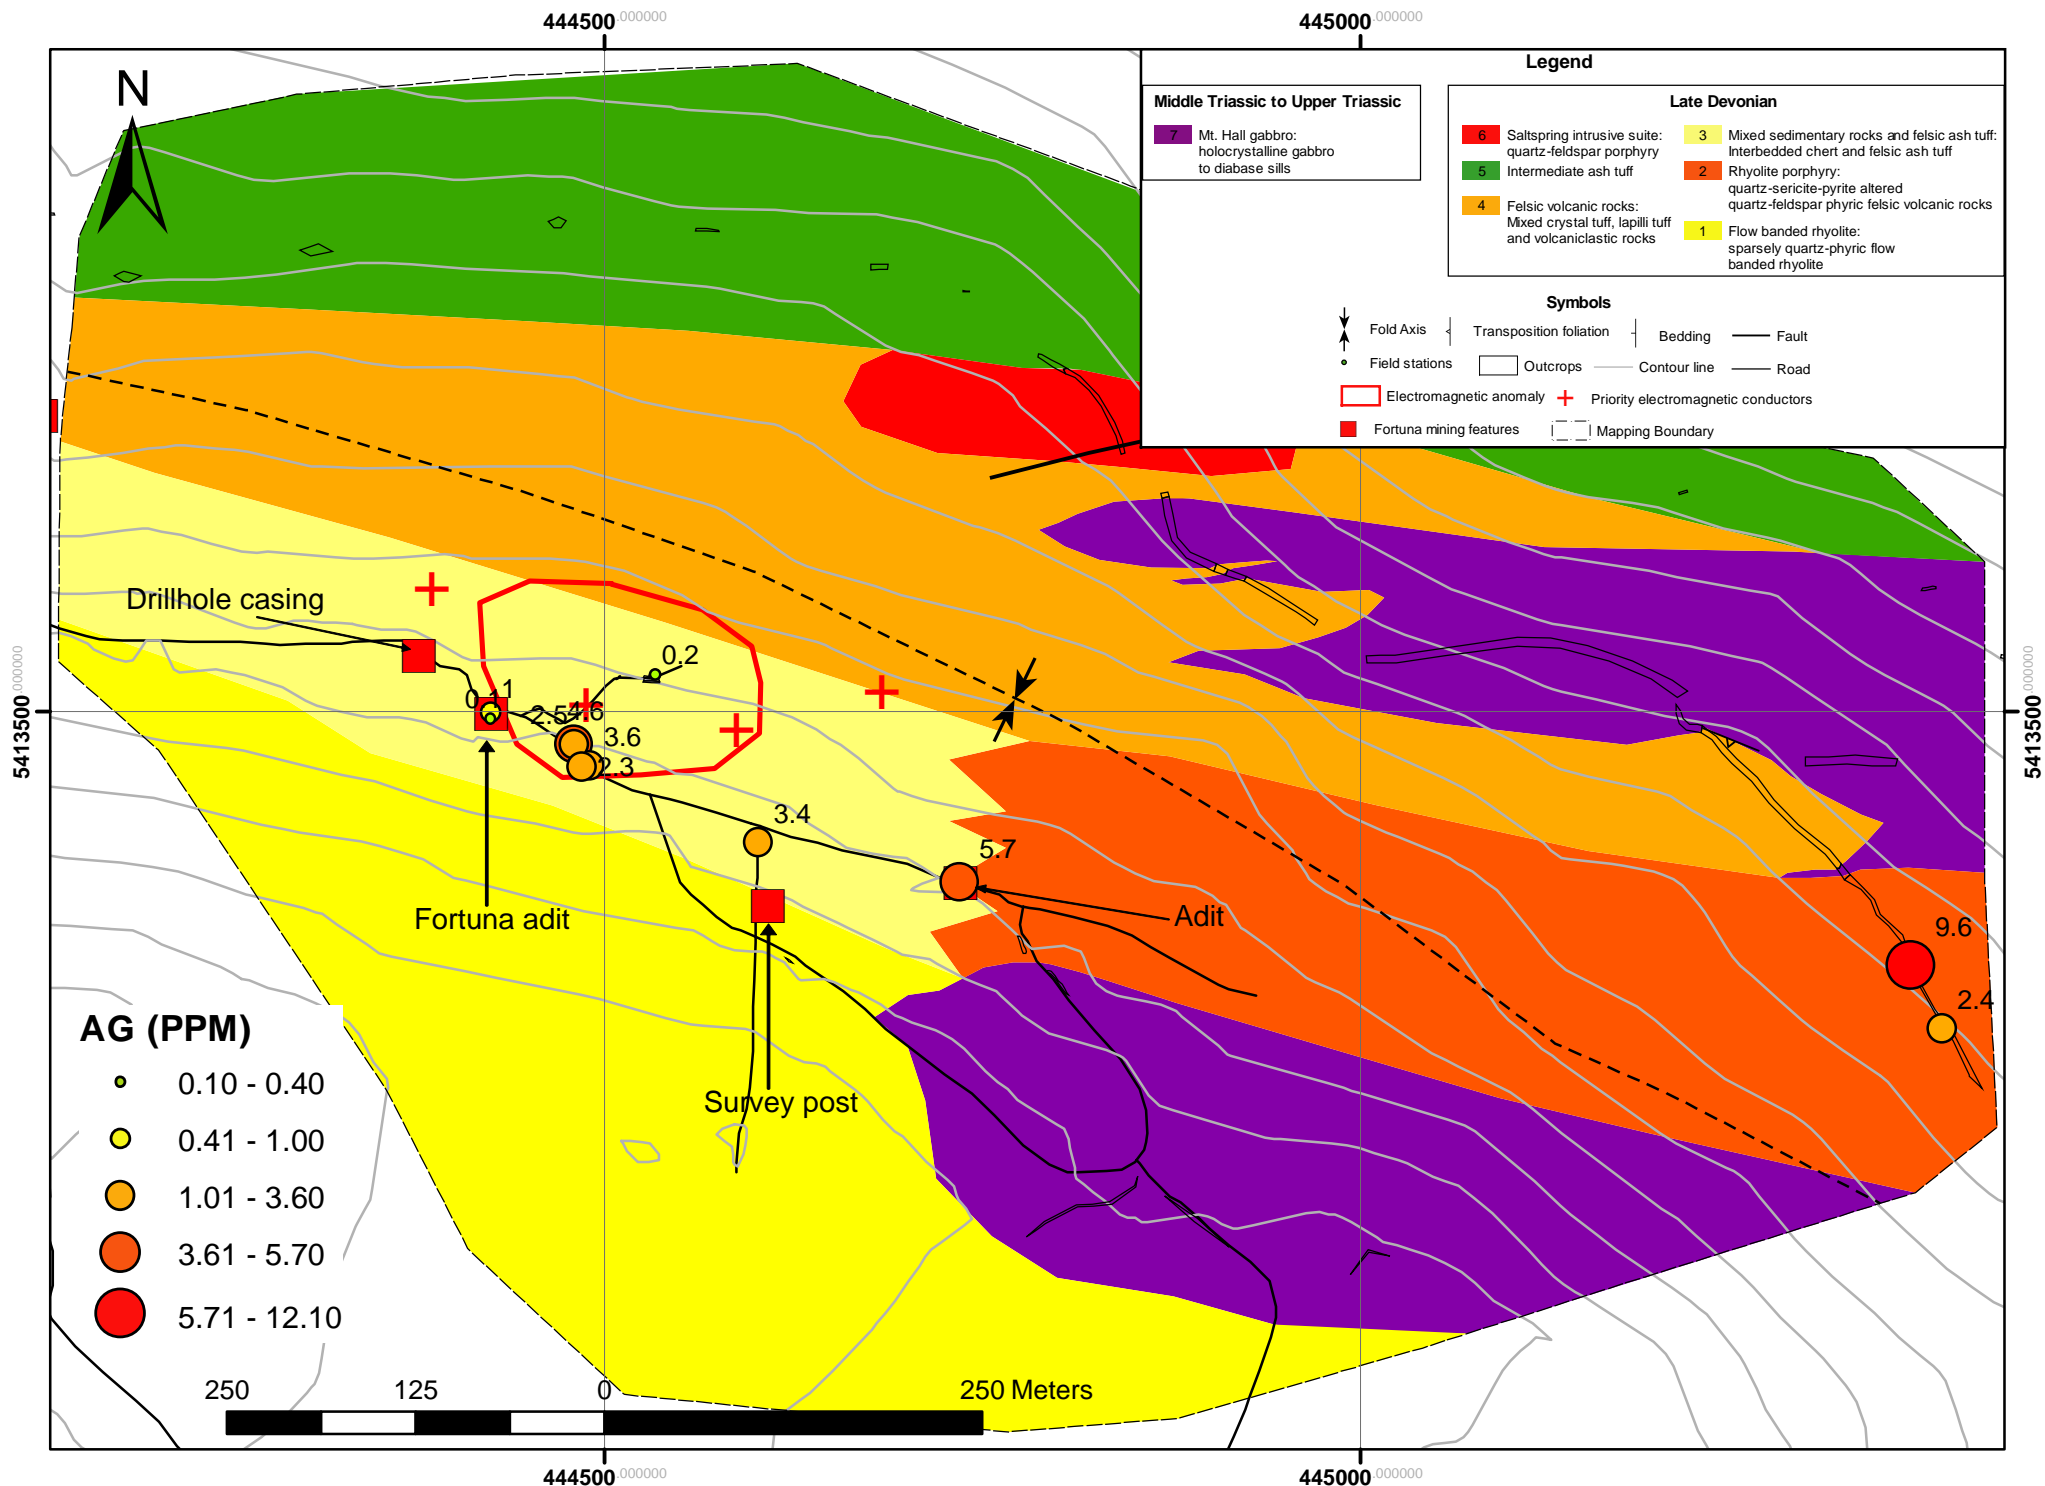 444500.000000
445000.000000
N
Legend
Middle Triassic to Upper Triassic
7 Mt. Hall gabbro:
holocrystalline gabbro
to diabase sills
Late Devonian
6 Saltspring intrusive suite:
quartz-feldspar porphyry
5 Intermediate ash tuff
4 Felsic volcanic rocks:
Mixed crystal tuff, lapilli tuff
and volcaniclastic rocks
3 Mixed sedimentary rocks and felsic ash tuff:
Interbedded chert and felsic ash tuff
2 Rhyolite porphyry:
quartz-sericite-pyrite altered
quartz-feldspar phyric felsic volcanic rocks
1 Flow banded rhyolite:
sparsely quartz-phyric flow
banded rhyolite
Symbols
Fold Axis
Transposition foliation
Bedding
Fault
Field stations
Outcrops
Contour line
Road
Electromagnetic anomaly
Priority electromagnetic conductors
Fortuna mining features
Mapping Boundary
Drillhole casing
0.2
0.1
1
2.5
4.6
3.6
2.3
3.4
5.7
Fortuna adit
Adit
9.6
2.4
Survey post
5413500.000000
5413500.000000
AG (PPM)
0.10 - 0.40
0.41 - 1.00
1.01 - 3.60
3.61 - 5.70
5.71 - 12.10
250 125 0 250 Meters
444500.000000
445000.000000